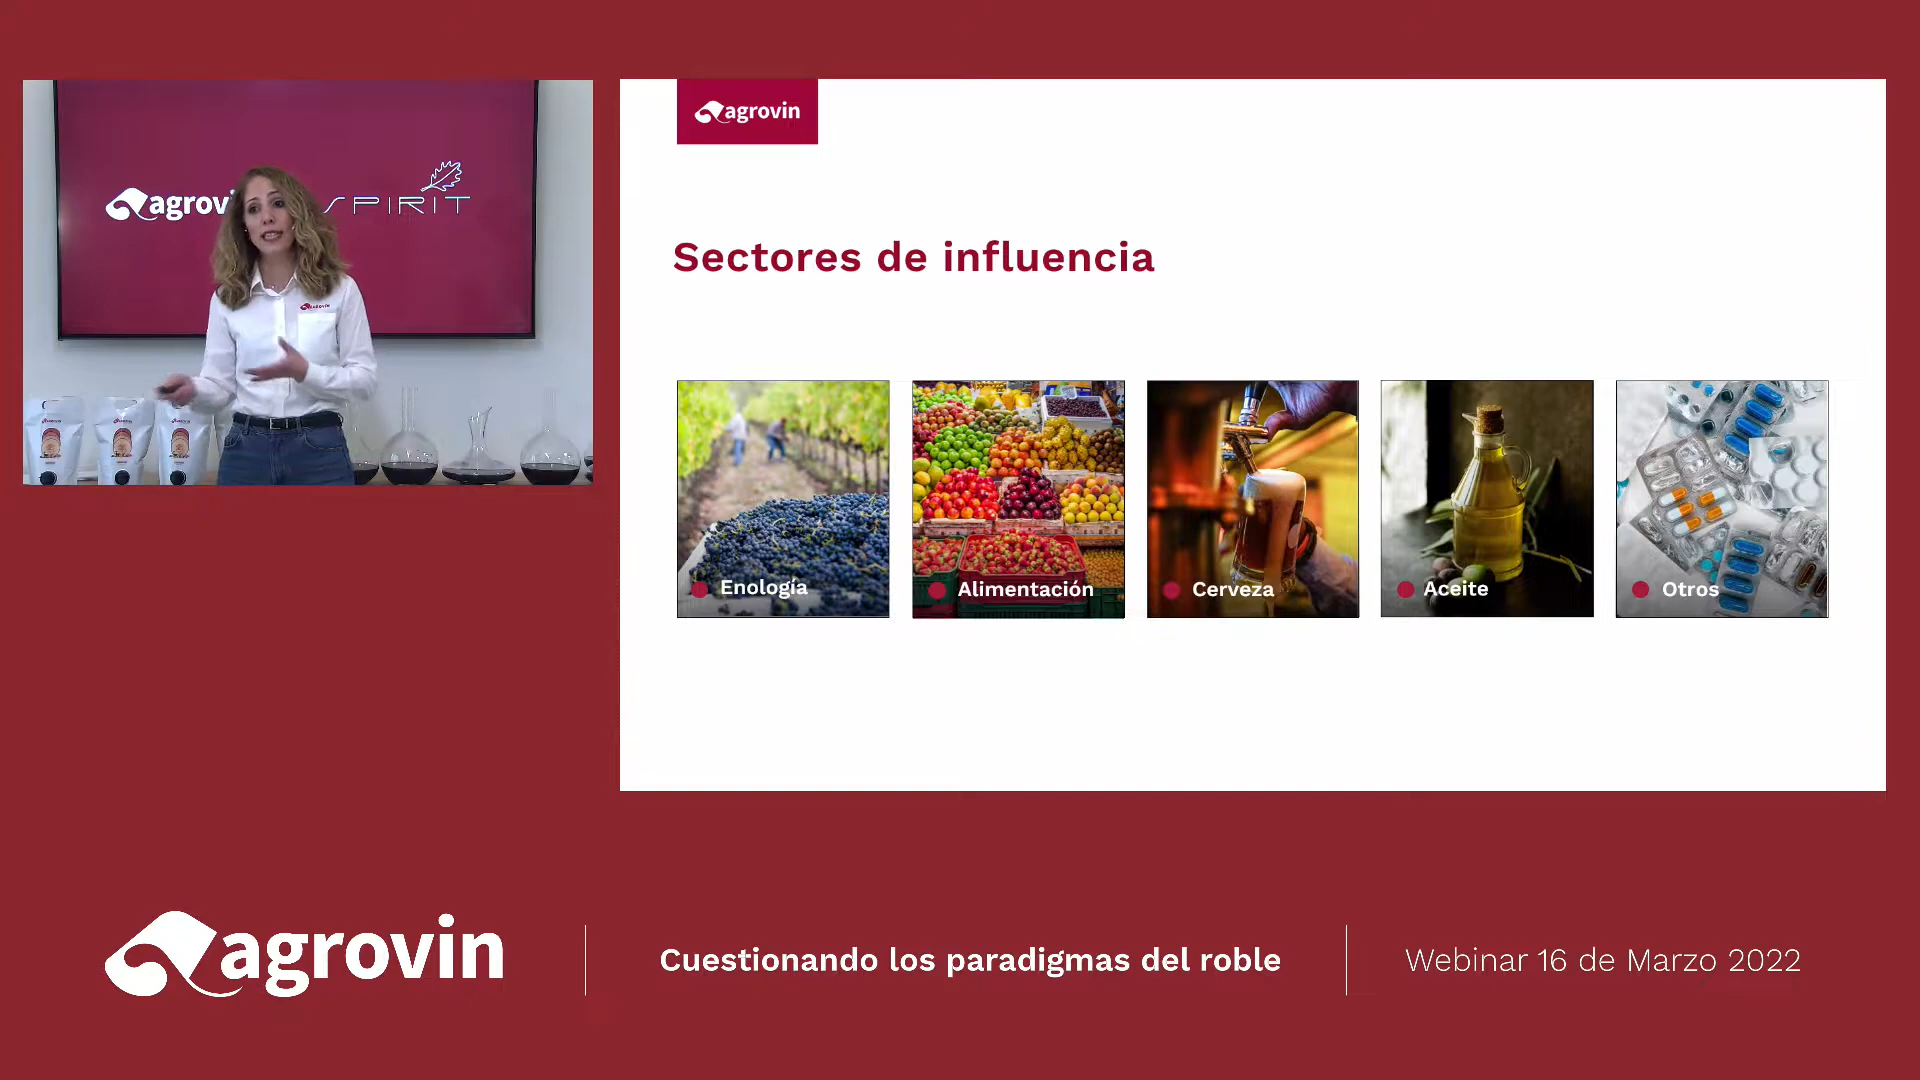 agrovin
SPIRIT
agrovin
agrovin
Sectores de influencia
Enología
Alimentación
Cerveza
Aceite
Otros
agrovin
Cuestionando los paradigmas del roble
Webinar 16 de Marzo 2022